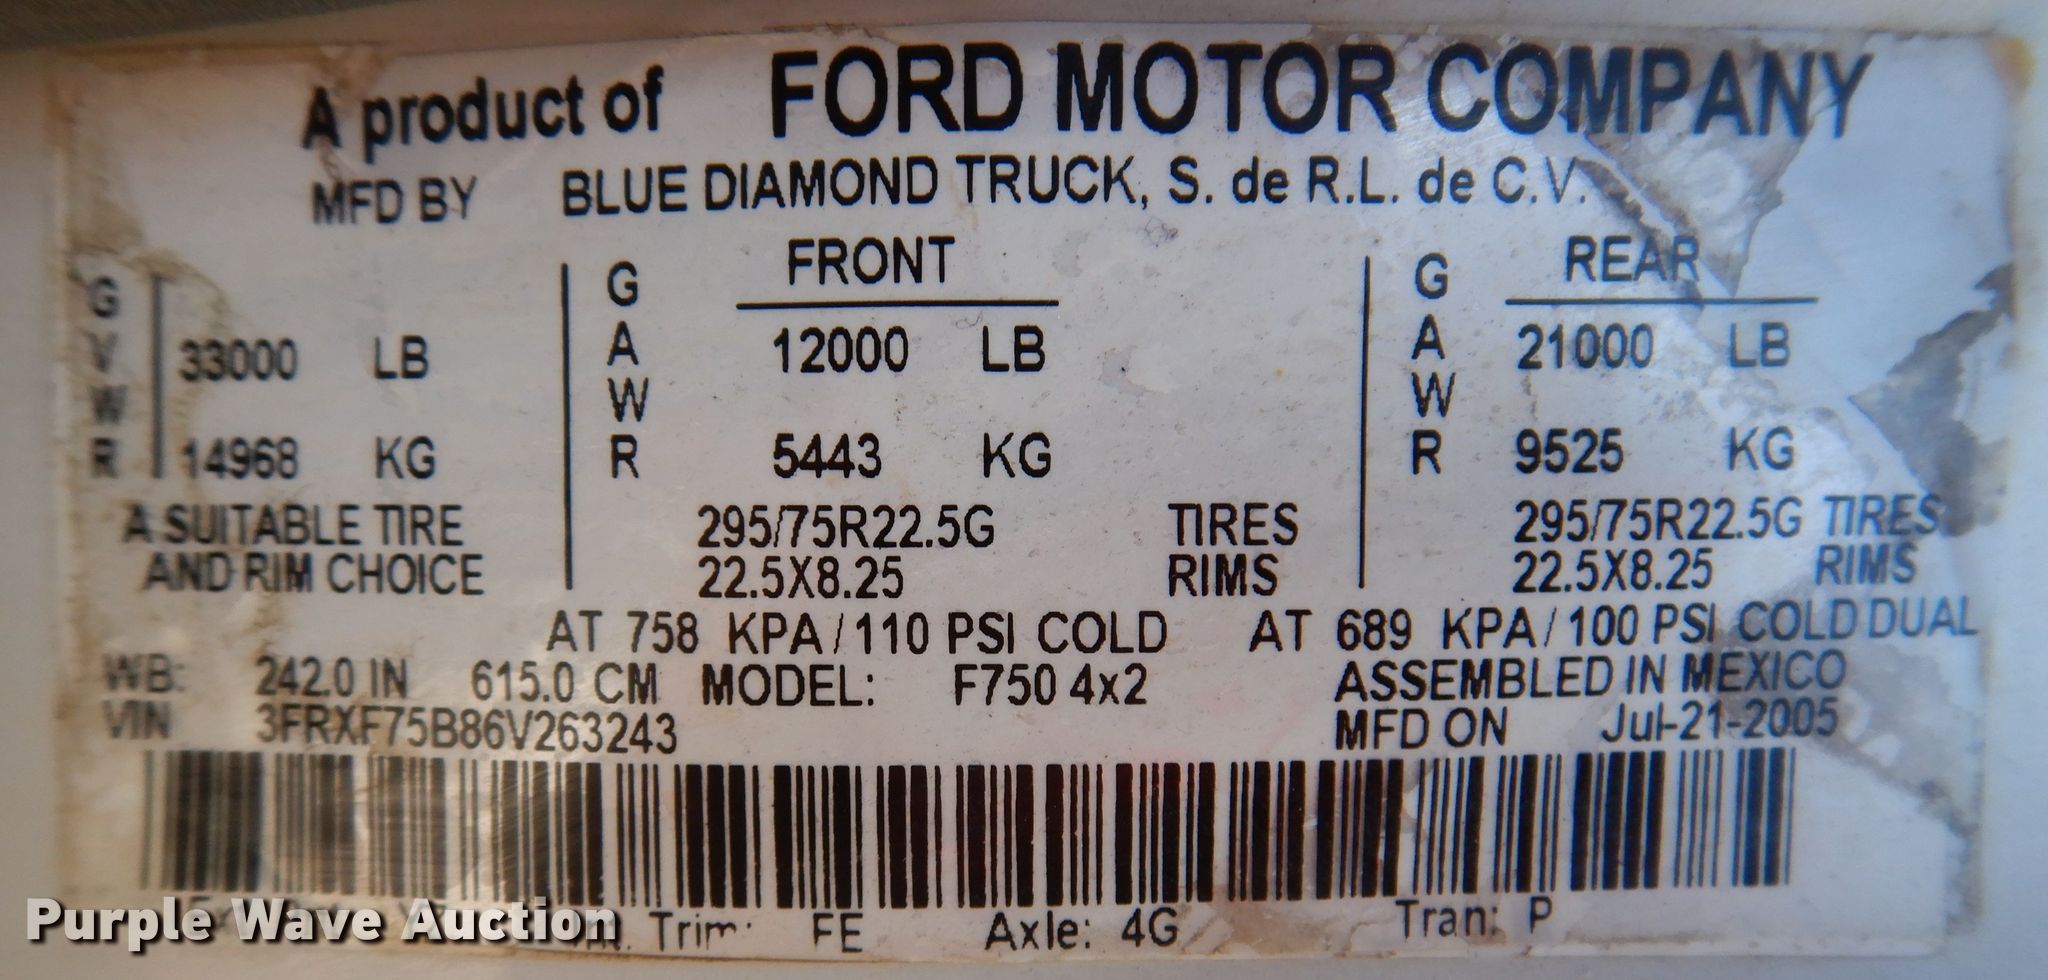 A product of FORD MOTOR COMPANY
MFD BY BLUE DIAMOND TRUCK, S. de R.L. de C.V.
GVWR 33000 LB 14968 KG
GAWR FRONT 12000 LB 5443 KG
GAWR REAR 21000 LB 9525 KG
A SUITABLE TIRE 295/75R22.5G TIRES 295/75R22.5G TIRES
AND RIM CHOICE 22.5X8.25 RIMS 22.5X8.25 RIMS
AT 758 KPA/110 PSI COLD AT 689 KPA/100 PSI COLD DUAL
WB: 242.0 IN 615.0 CM MODEL: F750 4x2 ASSEMBLED IN MEXICO
VIN 3FRXF75B86V263243 MFD ON Jul-21-2005
Trim: FE Axle: 4G Tran: P
Purple Wave Auction